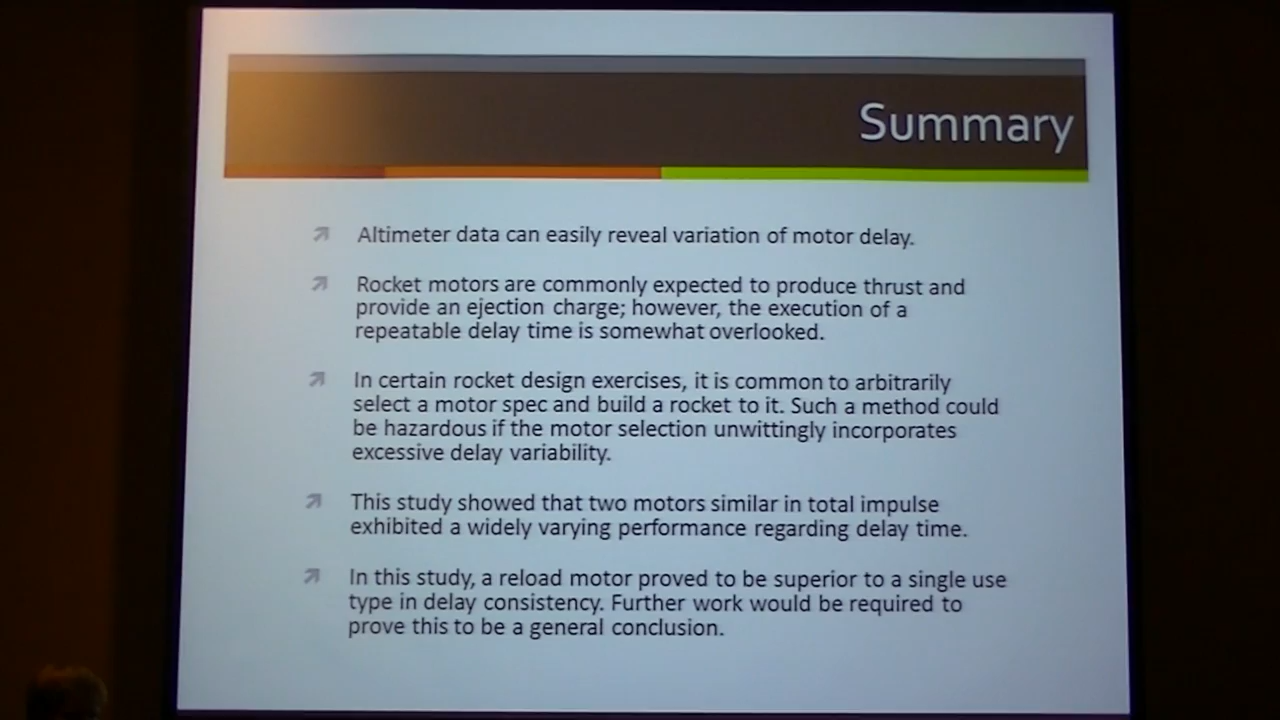 Summary
Altimeter data can easily reveal variation of motor delay.
Rocket motors are commonly expected to produce thrust and
provide an ejection charge; however, the execution of a
repeatable delay time is somewhat overlooked.
In certain rocket design exercises, it is common to arbitrarily
select a motor spec and build a rocket to it. Such a method could
be hazardous if the motor selection unwittingly incorporates
excessive delay variability.
This study showed that two motors similar in total impulse
exhibited a widely varying performance regarding delay time.
In this study, a reload motor proved to be superior to a single use
type in delay consistency. Further work would be required to
prove this to be a general conclusion.